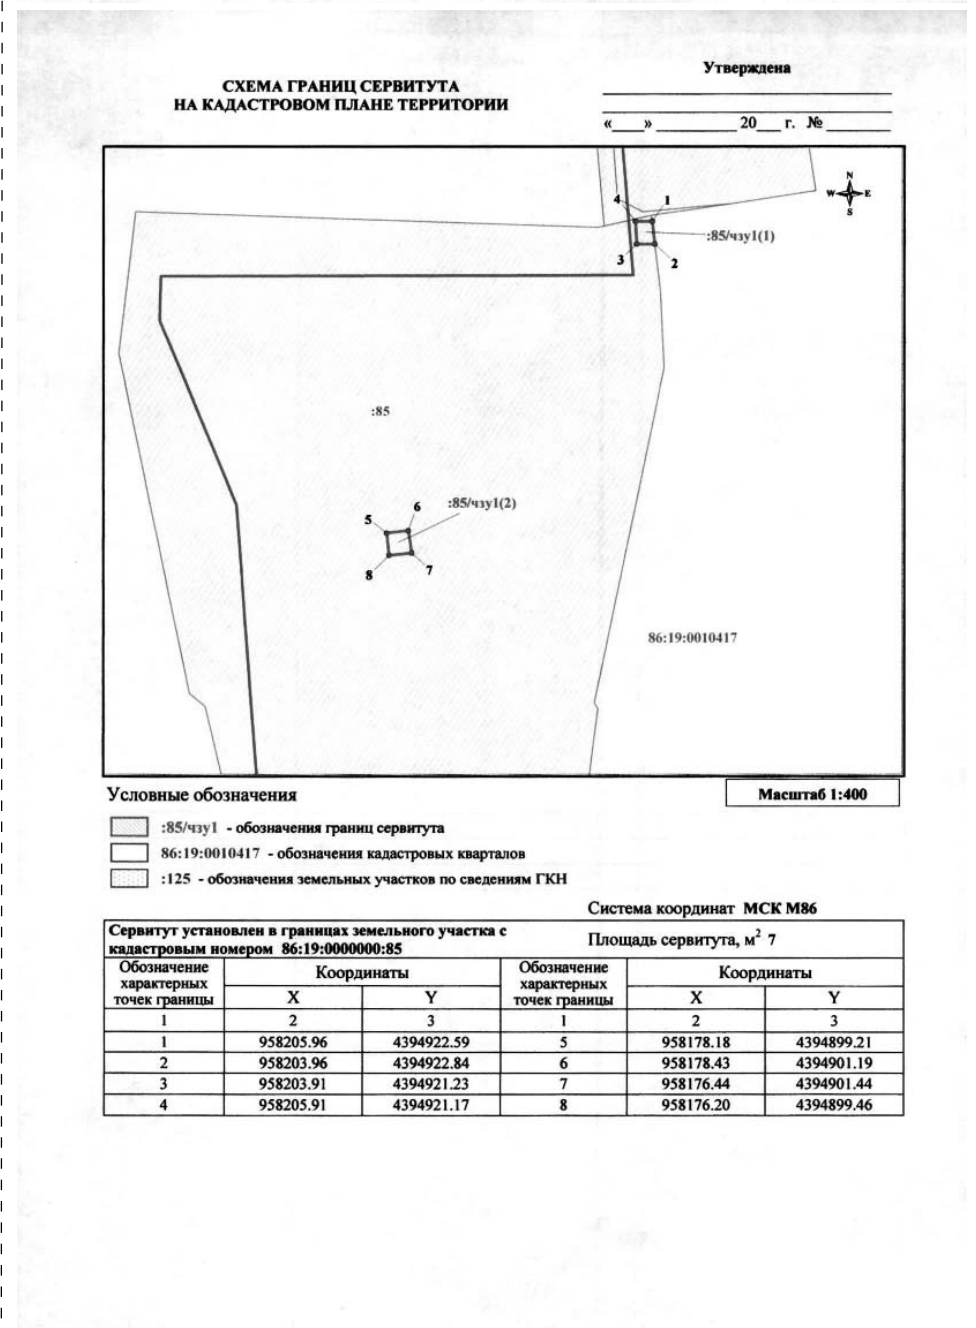 Утверждена
СХЕМА ГРАНИЦ СЕРВИТУТА
НА КАДАСТРОВОМ ПЛАНЕ ТЕРРИТОРИИ
«____» ___________ 20___ г. № _________
N
W E
S
4 1
:85/чзу1(1)
3 2
:85
:85/чзу1(2)
6
5
7
8
86:19:0010417
Условные обозначения
Масштаб 1:400
:85/чзу1 - обозначения границ сервитута
86:19:0010417 - обозначения кадастровых кварталов
:125 - обозначения земельных участков по сведениям ГКН
Система координат МСК М86
Сервитут установлен в границах земельного участка с
кадастровым номером 86:19:0000000:85
Площадь сервитута, м2 7
Обозначение
характерных
точек границы
Координаты
Обозначение
характерных
точек границы
Координаты
X Y X Y
1 2 3 1 2 3
1 958205.96 4394922.59 5 958178.18 4394899.21
2 958203.96 4394922.84 6 958178.43 4394901.19
3 958203.91 4394921.23 7 958176.44 4394901.44
4 958205.91 4394921.17 8 958176.20 4394899.46